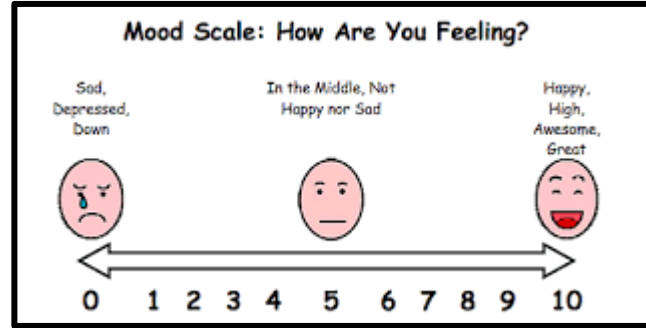 Mood Scale: How Are You Feeling?
Sad,
Depressed,
Down
In the Middle, Not
Happy nor Sad
Happy,
High,
Awesome,
Great
0 1 2 3 4 5 6 7 8 9 10